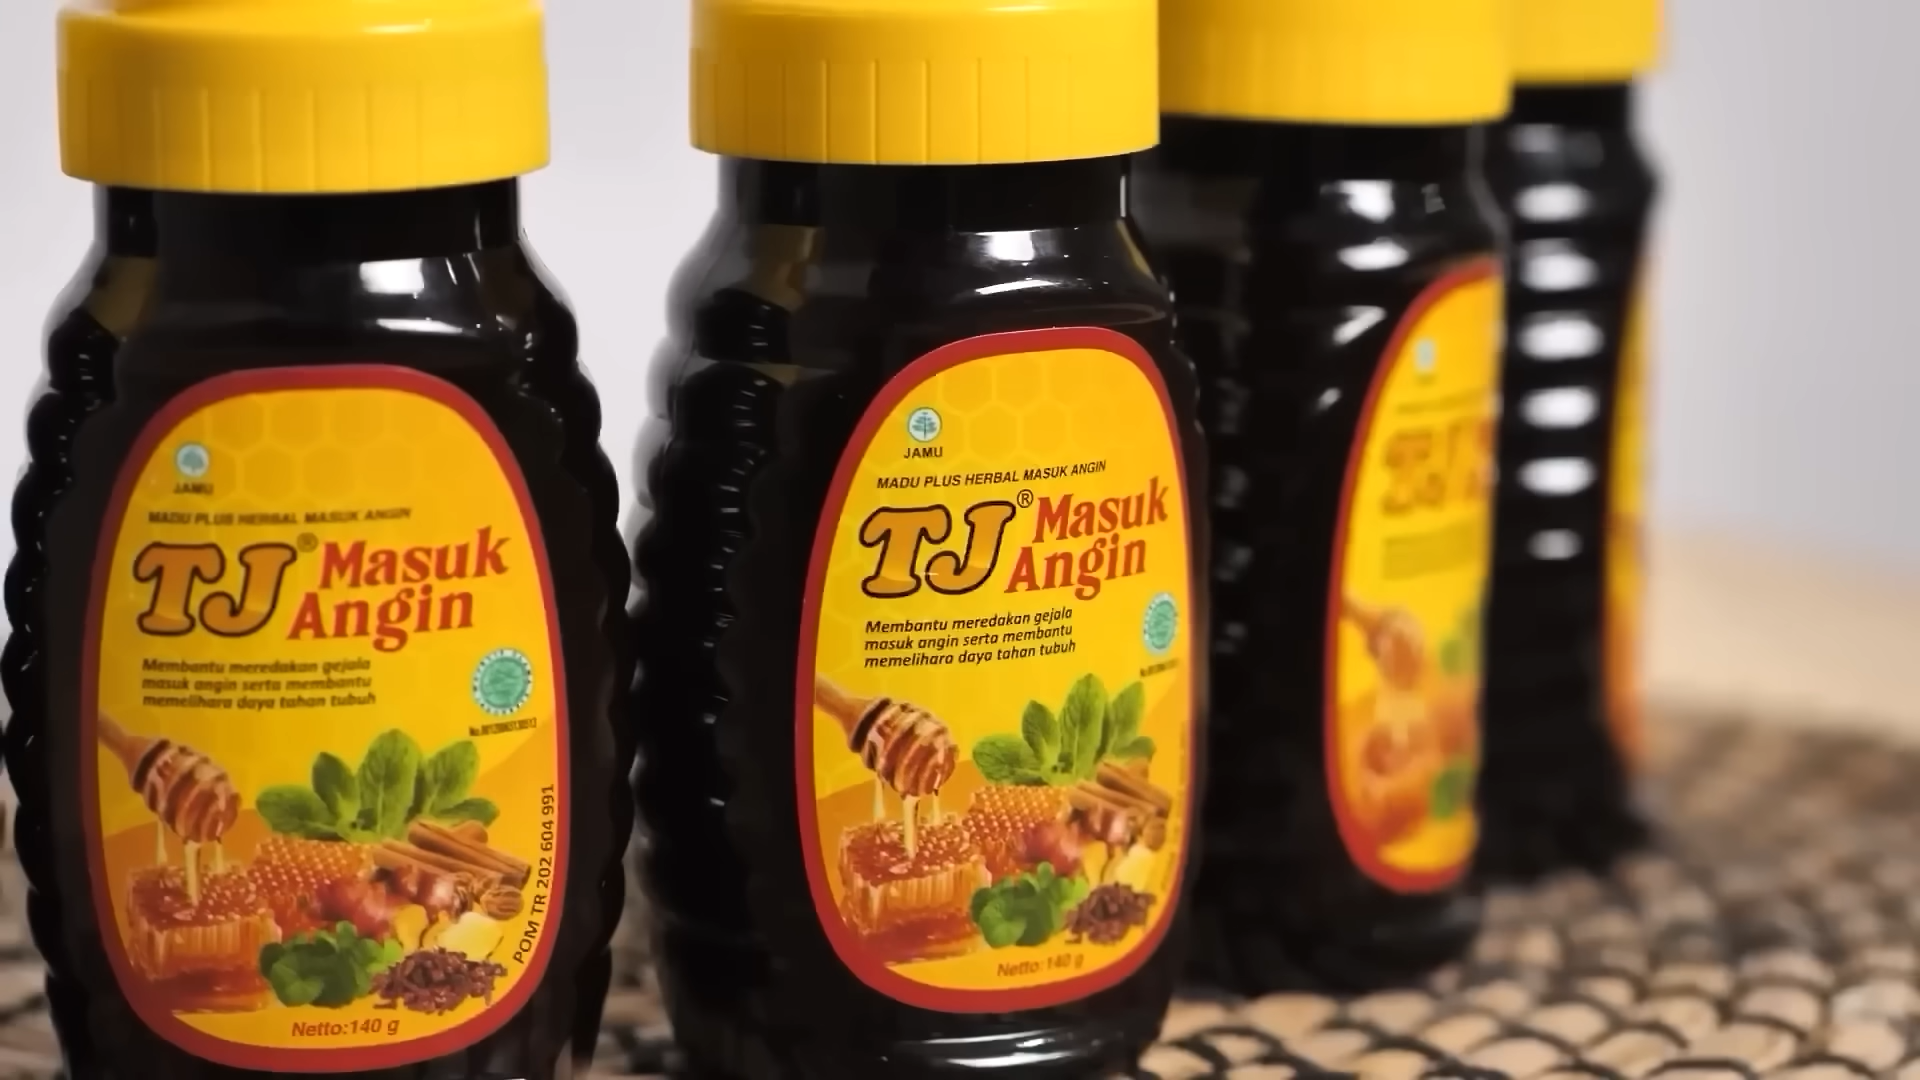 JAMU
MADU PLUS HERBAL MASUK ANGIN
TJ® Masuk
Angin
Membantu meredakan gejala
masuk angin serta membantu
memelihara daya tahan tubuh
POM TR 202 604 991
Netto:140 g
JAMU
MADU PLUS HERBAL MASUK ANGIN
TJ® Masuk
Angin
Membantu meredakan gejala
masuk angin serta membantu
memelihara daya tahan tubuh
Netto:140 g